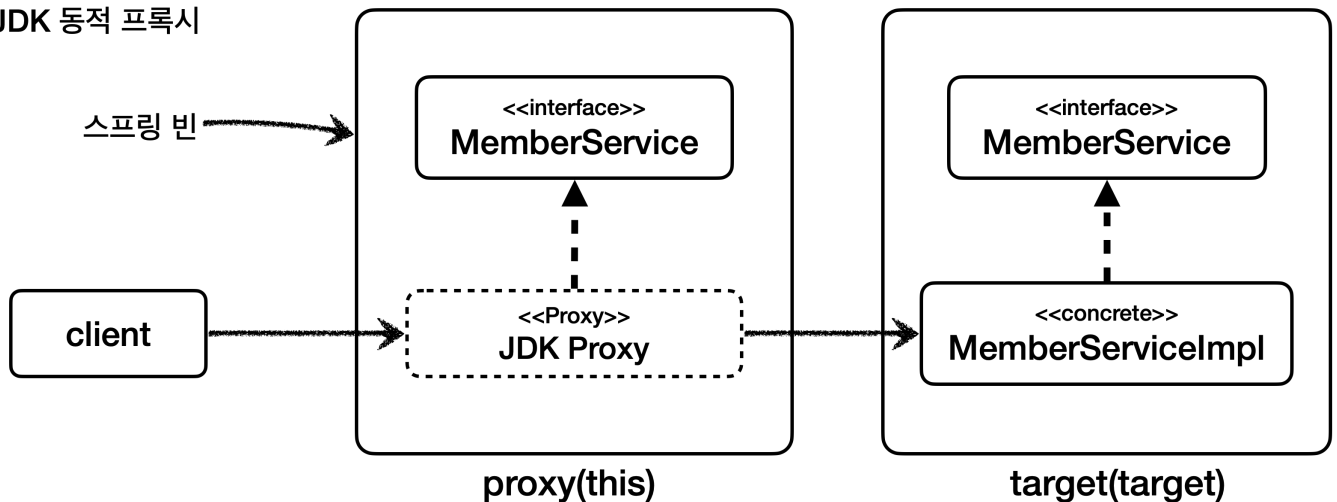 JDK 동적 프록시
스프링 빈
<<interface>>
MemberService
<<interface>>
MemberService
client
<<Proxy>>
JDK Proxy
<<concrete>>
MemberServiceImpl
proxy(this)
target(target)